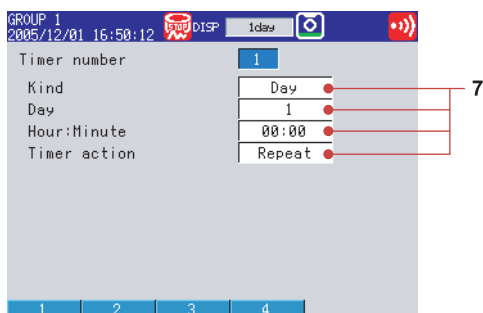 GROUP 1
2005/12/01 16:50:12 STOP DISP 1day
Timer number 1
Kind Day 7
Day 1
Hour:Minute 00:00
Timer action Repeat
1 2 3 4